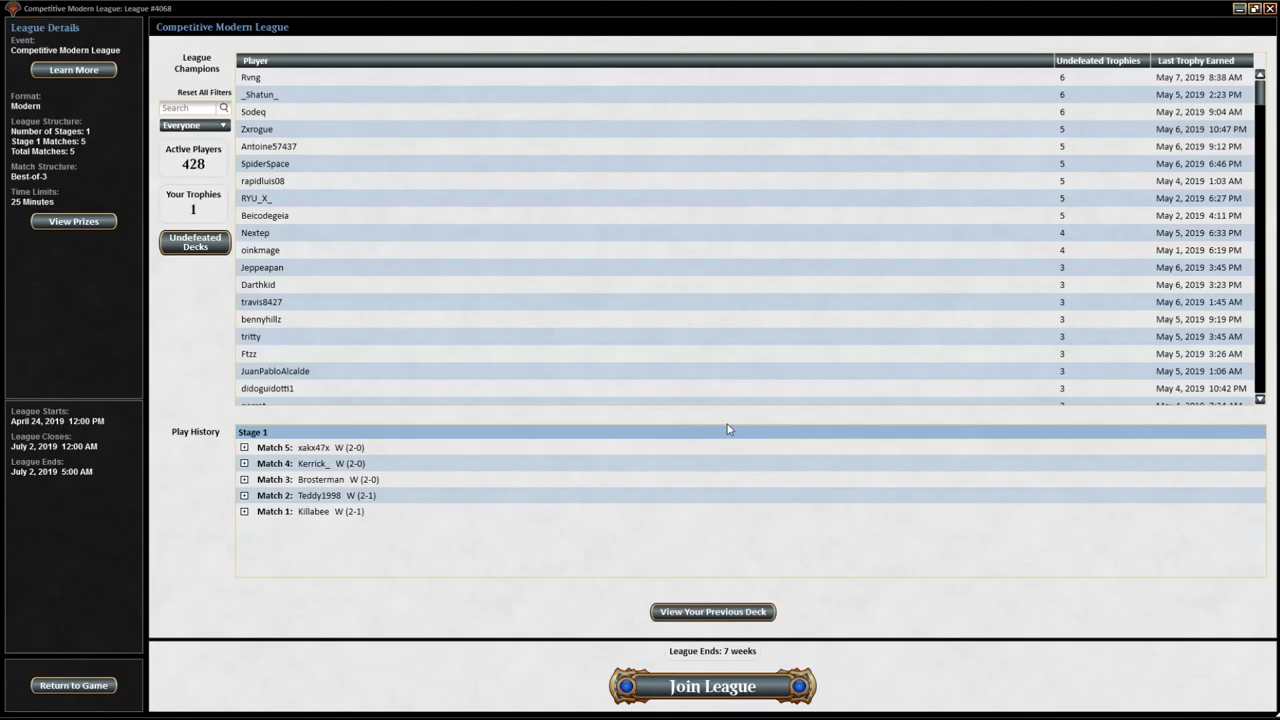 Competitive Modern League: League #4068
League Details
Event:
Competitive Modern League
Learn More
Format:
Modern
League Structure:
Number of Stages: 1
Stage 1 Matches: 5
Total Matches: 5
Match Structure:
Best-of-3
Time Limits:
25 Minutes
View Prizes
League Starts:
April 24, 2019 12:00 PM
League Closes:
July 2, 2019 12:00 AM
League Ends:
July 2, 2019 5:00 AM
Return to Game
Competitive Modern League
League
Champions
Reset All Filters
Search
Everyone
Active Players
428
Your Trophies
1
Undefeated
Decks
Player Undefeated Trophies Last Trophy Earned
Rvng 6 May 7, 2019 8:38 AM
_Shatun_ 6 May 5, 2019 2:23 PM
Sodeq 6 May 2, 2019 9:04 AM
Zxrogue 5 May 6, 2019 10:47 PM
Antoine57437 5 May 6, 2019 9:12 PM
SpiderSpace 5 May 6, 2019 6:46 PM
rapidluis08 5 May 4, 2019 1:03 AM
RYU_X_ 5 May 2, 2019 6:27 PM
Beicodegeia 5 May 2, 2019 4:11 PM
Nextep 4 May 5, 2019 6:33 PM
oinkmage 4 May 1, 2019 6:19 PM
Jeppeapan 3 May 6, 2019 3:45 PM
Darthkid 3 May 6, 2019 3:23 PM
travis8427 3 May 6, 2019 1:45 AM
bennyhillz 3 May 5, 2019 9:19 PM
tritty 3 May 5, 2019 3:45 AM
Ftzz 3 May 5, 2019 3:26 AM
JuanPabloAlcalde 3 May 5, 2019 1:06 AM
didoguidotti1 3 May 4, 2019 10:42 PM
Play History
Stage 1
Match 5: xakx47x W (2-0)
Match 4: Kerrick_ W (2-0)
Match 3: Brosterman W (2-0)
Match 2: Teddy1998 W (2-1)
Match 1: Killabee W (2-1)
View Your Previous Deck
League Ends: 7 weeks
Join League